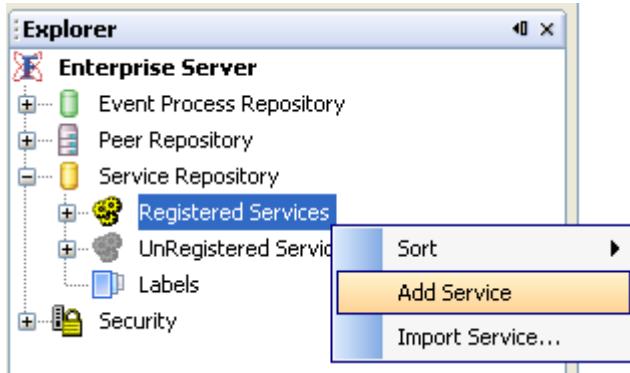 Explorer
Enterprise Server
Event Process Repository
Peer Repository
Service Repository
Registered Services
UnRegistered Servic
Labels
Security
Sort
Add Service
Import Service...